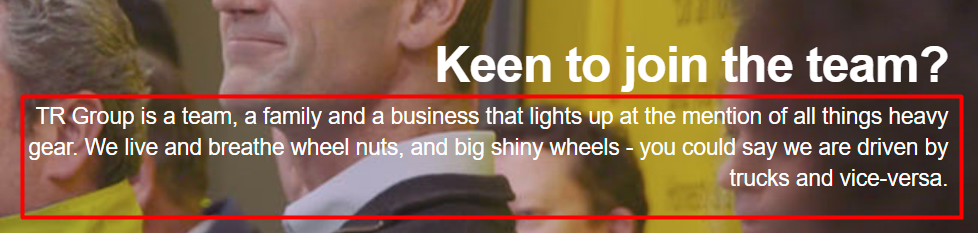 Keen to join the team?
TR Group is a team, a family and a business that lights up at the mention of all things heavy
gear. We live and breathe wheel nuts, and big shiny wheels - you could say we are driven by
trucks and vice-versa.